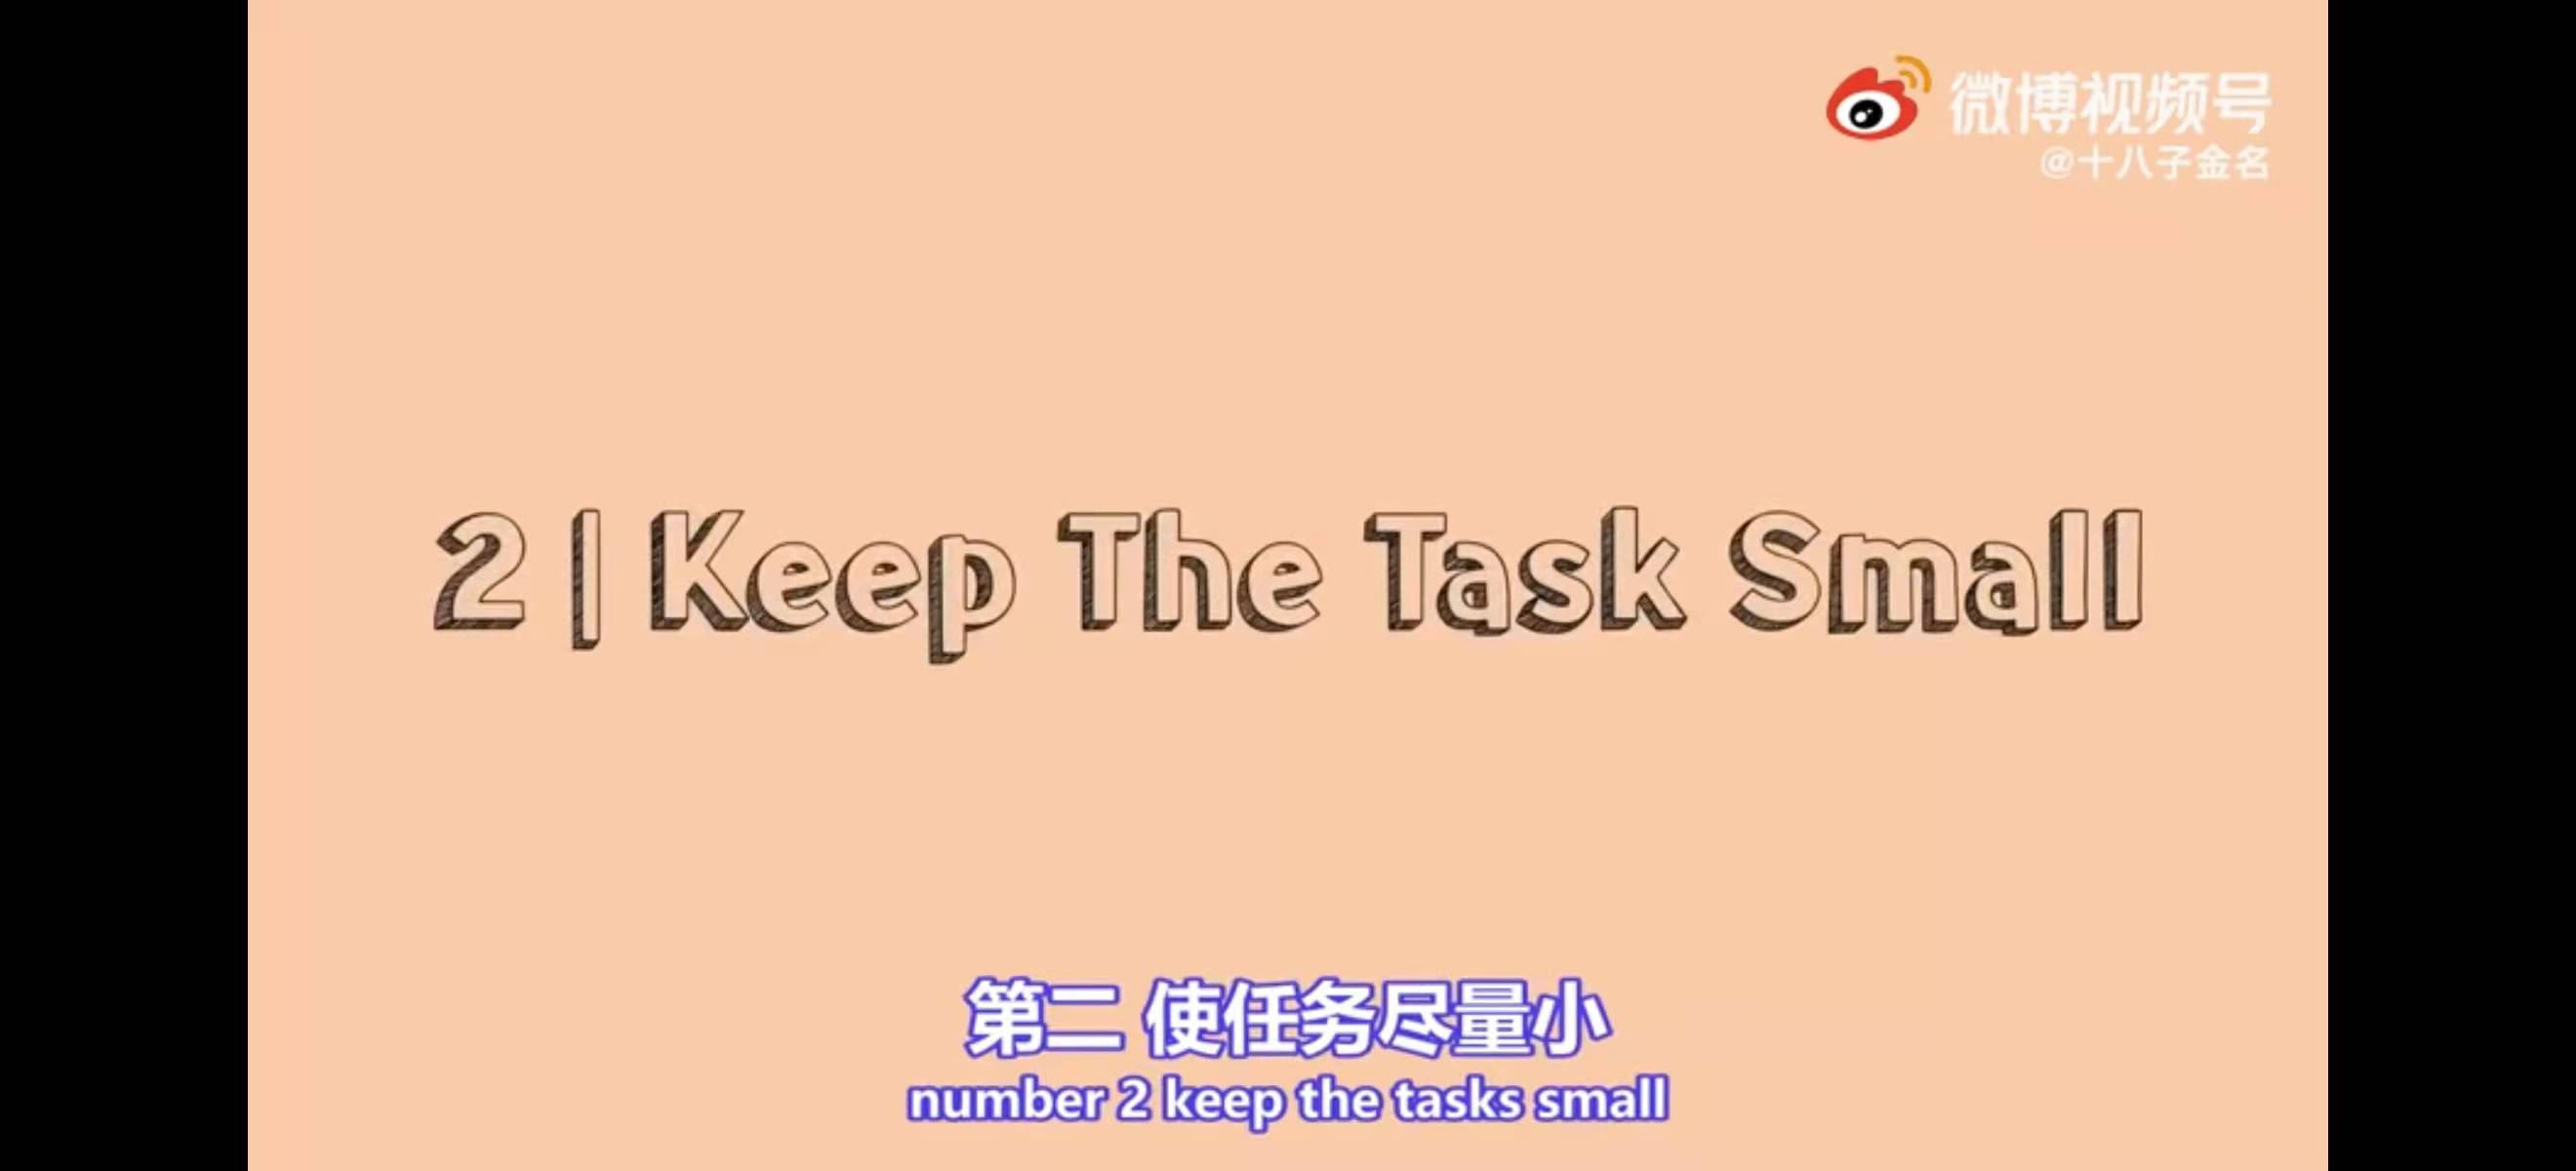 微博视频号
@十八子金名
2 | Keep The Task Small
第二 使任务尽量小
number 2 keep the tasks small